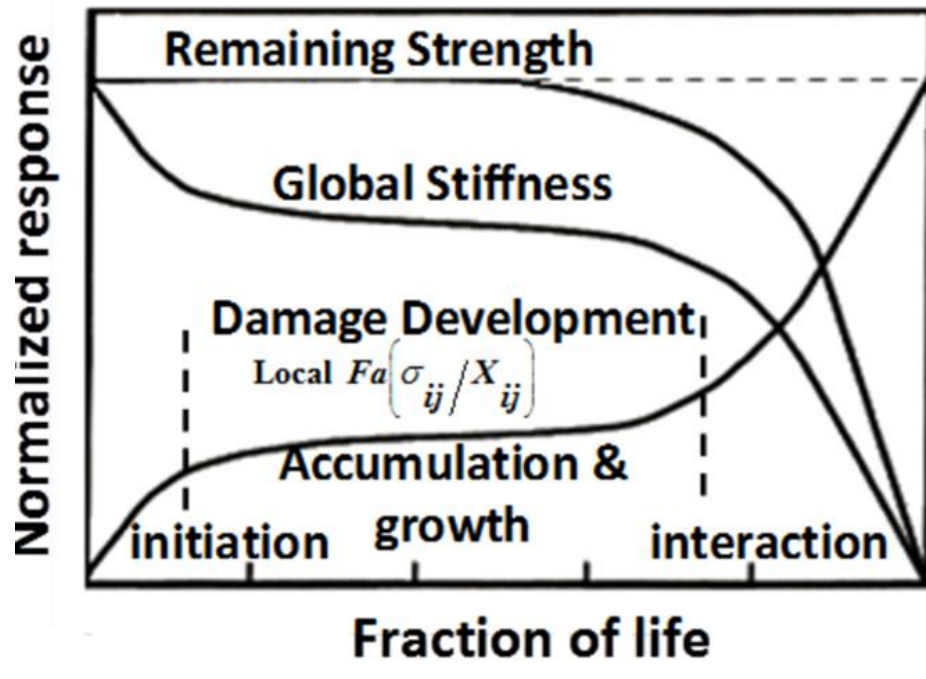 Normalized response
Remaining Strength
Global Stiffness
Damage Development
Local Fa(σij/Xij)
Accumulation &
growth
initiation
interaction
Fraction of life